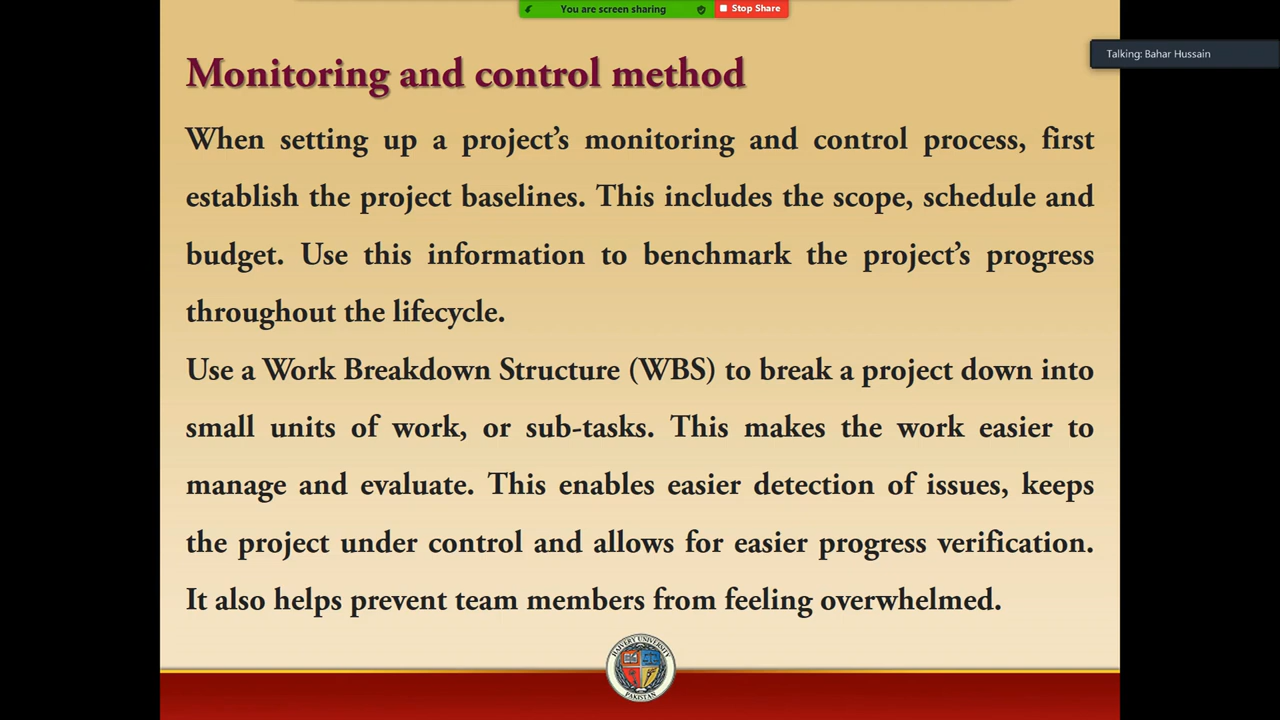 You are screen sharing
Stop Share
Talking: Bahar Hussain
Monitoring and control method
When setting up a project’s monitoring and control process, first
establish the project baselines. This includes the scope, schedule and
budget. Use this information to benchmark the project’s progress
throughout the lifecycle.
Use a Work Breakdown Structure (WBS) to break a project down into
small units of work, or sub-tasks. This makes the work easier to
manage and evaluate. This enables easier detection of issues, keeps
the project under control and allows for easier progress verification.
It also helps prevent team members from feeling overwhelmed.
UNIVERSITY
PAKISTAN